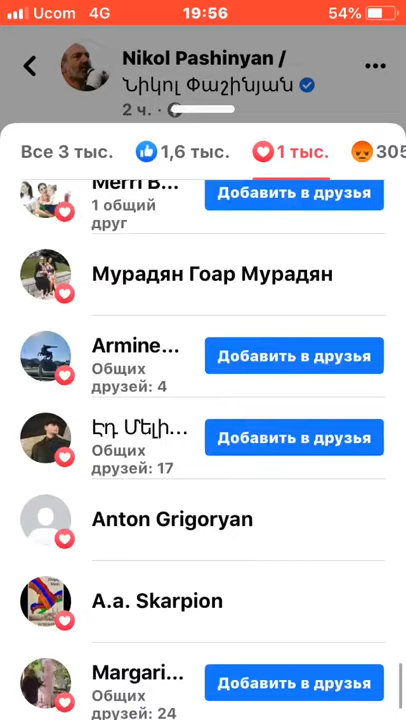 Ucom 4G 19:56 54%
Nikol Pashinyan /
Նիկոլ Փաշինյան
2 ч. ·
Все 3 тыс. 1,6 тыс. 1 тыс. 305
Merri B...
Добавить в друзья
1 общий
друг
Мурадян Гоар Мурадян
Armine...
Добавить в друзья
Общих
друзей: 4
Էդ Մելի...
Добавить в друзья
Общих
друзей: 17
Anton Grigoryan
A.a. Skarpion
Margari...
Добавить в друзья
Общих
друзей: 24